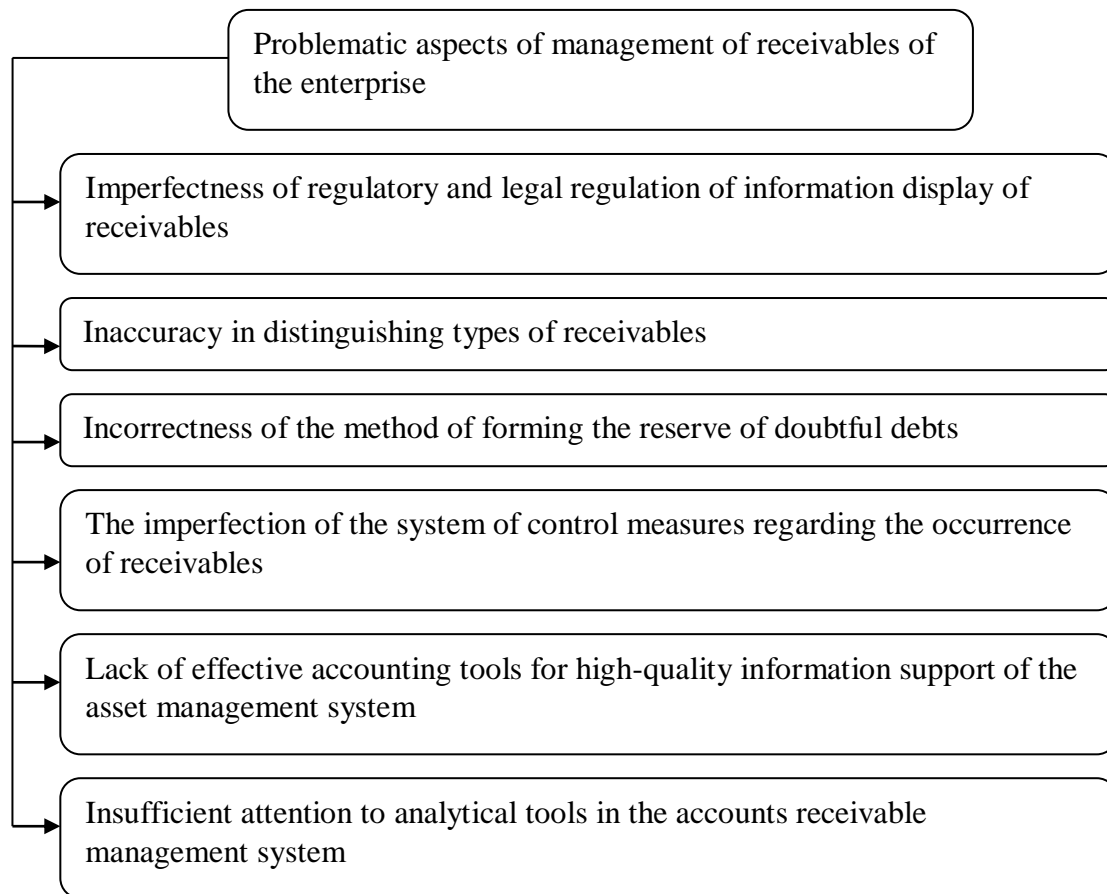 Problematic aspects of management of receivables of
the enterprise
Imperfectness of regulatory and legal regulation of information display of
receivables
Inaccuracy in distinguishing types of receivables
Incorrectness of the method of forming the reserve of doubtful debts
The imperfection of the system of control measures regarding the occurrence
of receivables
Lack of effective accounting tools for high-quality information support of the
asset management system
Insufficient attention to analytical tools in the accounts receivable
management system